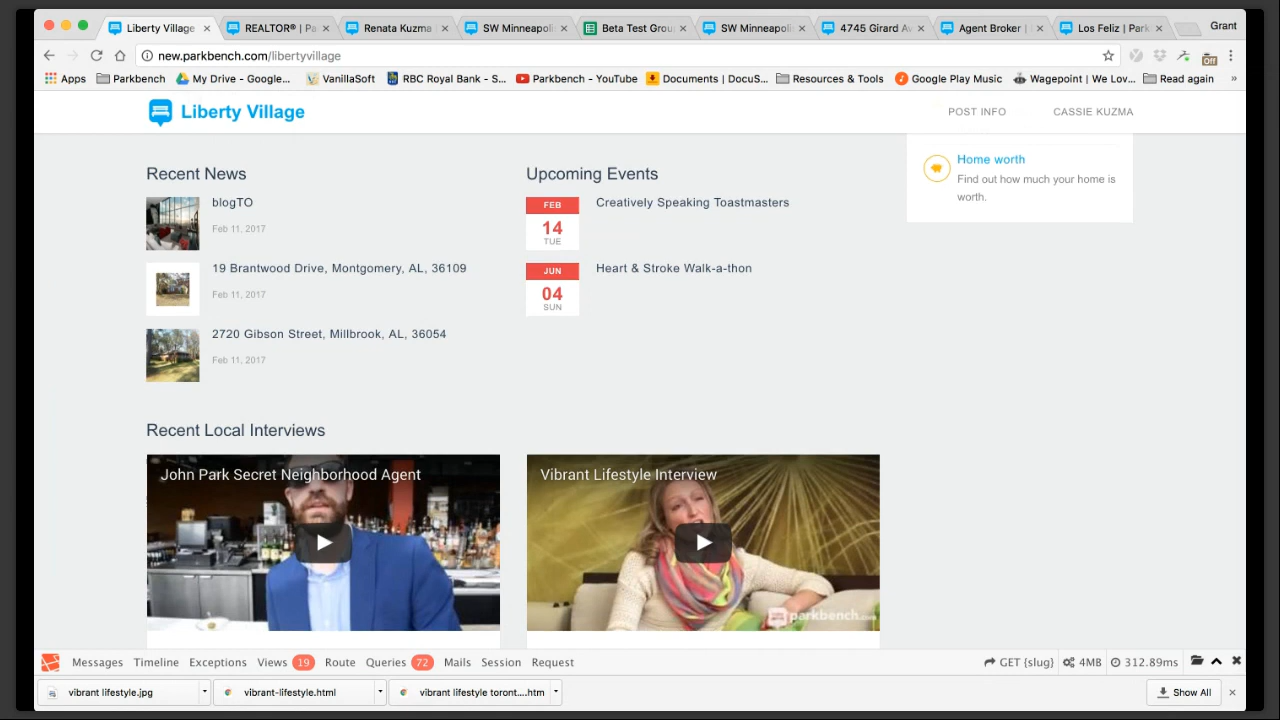 Liberty Village
REALTOR® | Pa
Renata Kuzma
SW Minneapoli
Beta Test Grou
SW Minneapoli
4745 Girard Av
Agent Broker |
Los Feliz | Park
Grant
new.parkbench.com/libertyvillage
Off
Apps
Parkbench
My Drive - Google...
VanillaSoft
RBC Royal Bank - S...
Parkbench - YouTube
Documents | DocuS...
Resources & Tools
Google Play Music
Wagepoint | We Lov...
Read again
»
Liberty Village
POST INFO
CASSIE KUZMA
Home worth
Find out how much your home is
worth.
Recent News
blogTO
Feb 11, 2017
19 Brantwood Drive, Montgomery, AL, 36109
Feb 11, 2017
2720 Gibson Street, Millbrook, AL, 36054
Feb 11, 2017
Upcoming Events
FEB
14
TUE
Creatively Speaking Toastmasters
JUN
04
SUN
Heart & Stroke Walk-a-thon
Recent Local Interviews
John Park Secret Neighborhood Agent
Vibrant Lifestyle Interview
parkbench.com
Messages
Timeline
Exceptions
Views 19
Route
Queries 72
Mails
Session
Request
GET {slug}
4MB
312.89ms
vibrant lifestyle.jpg
vibrant-lifestyle.html
vibrant lifestyle toront....htm
Show All